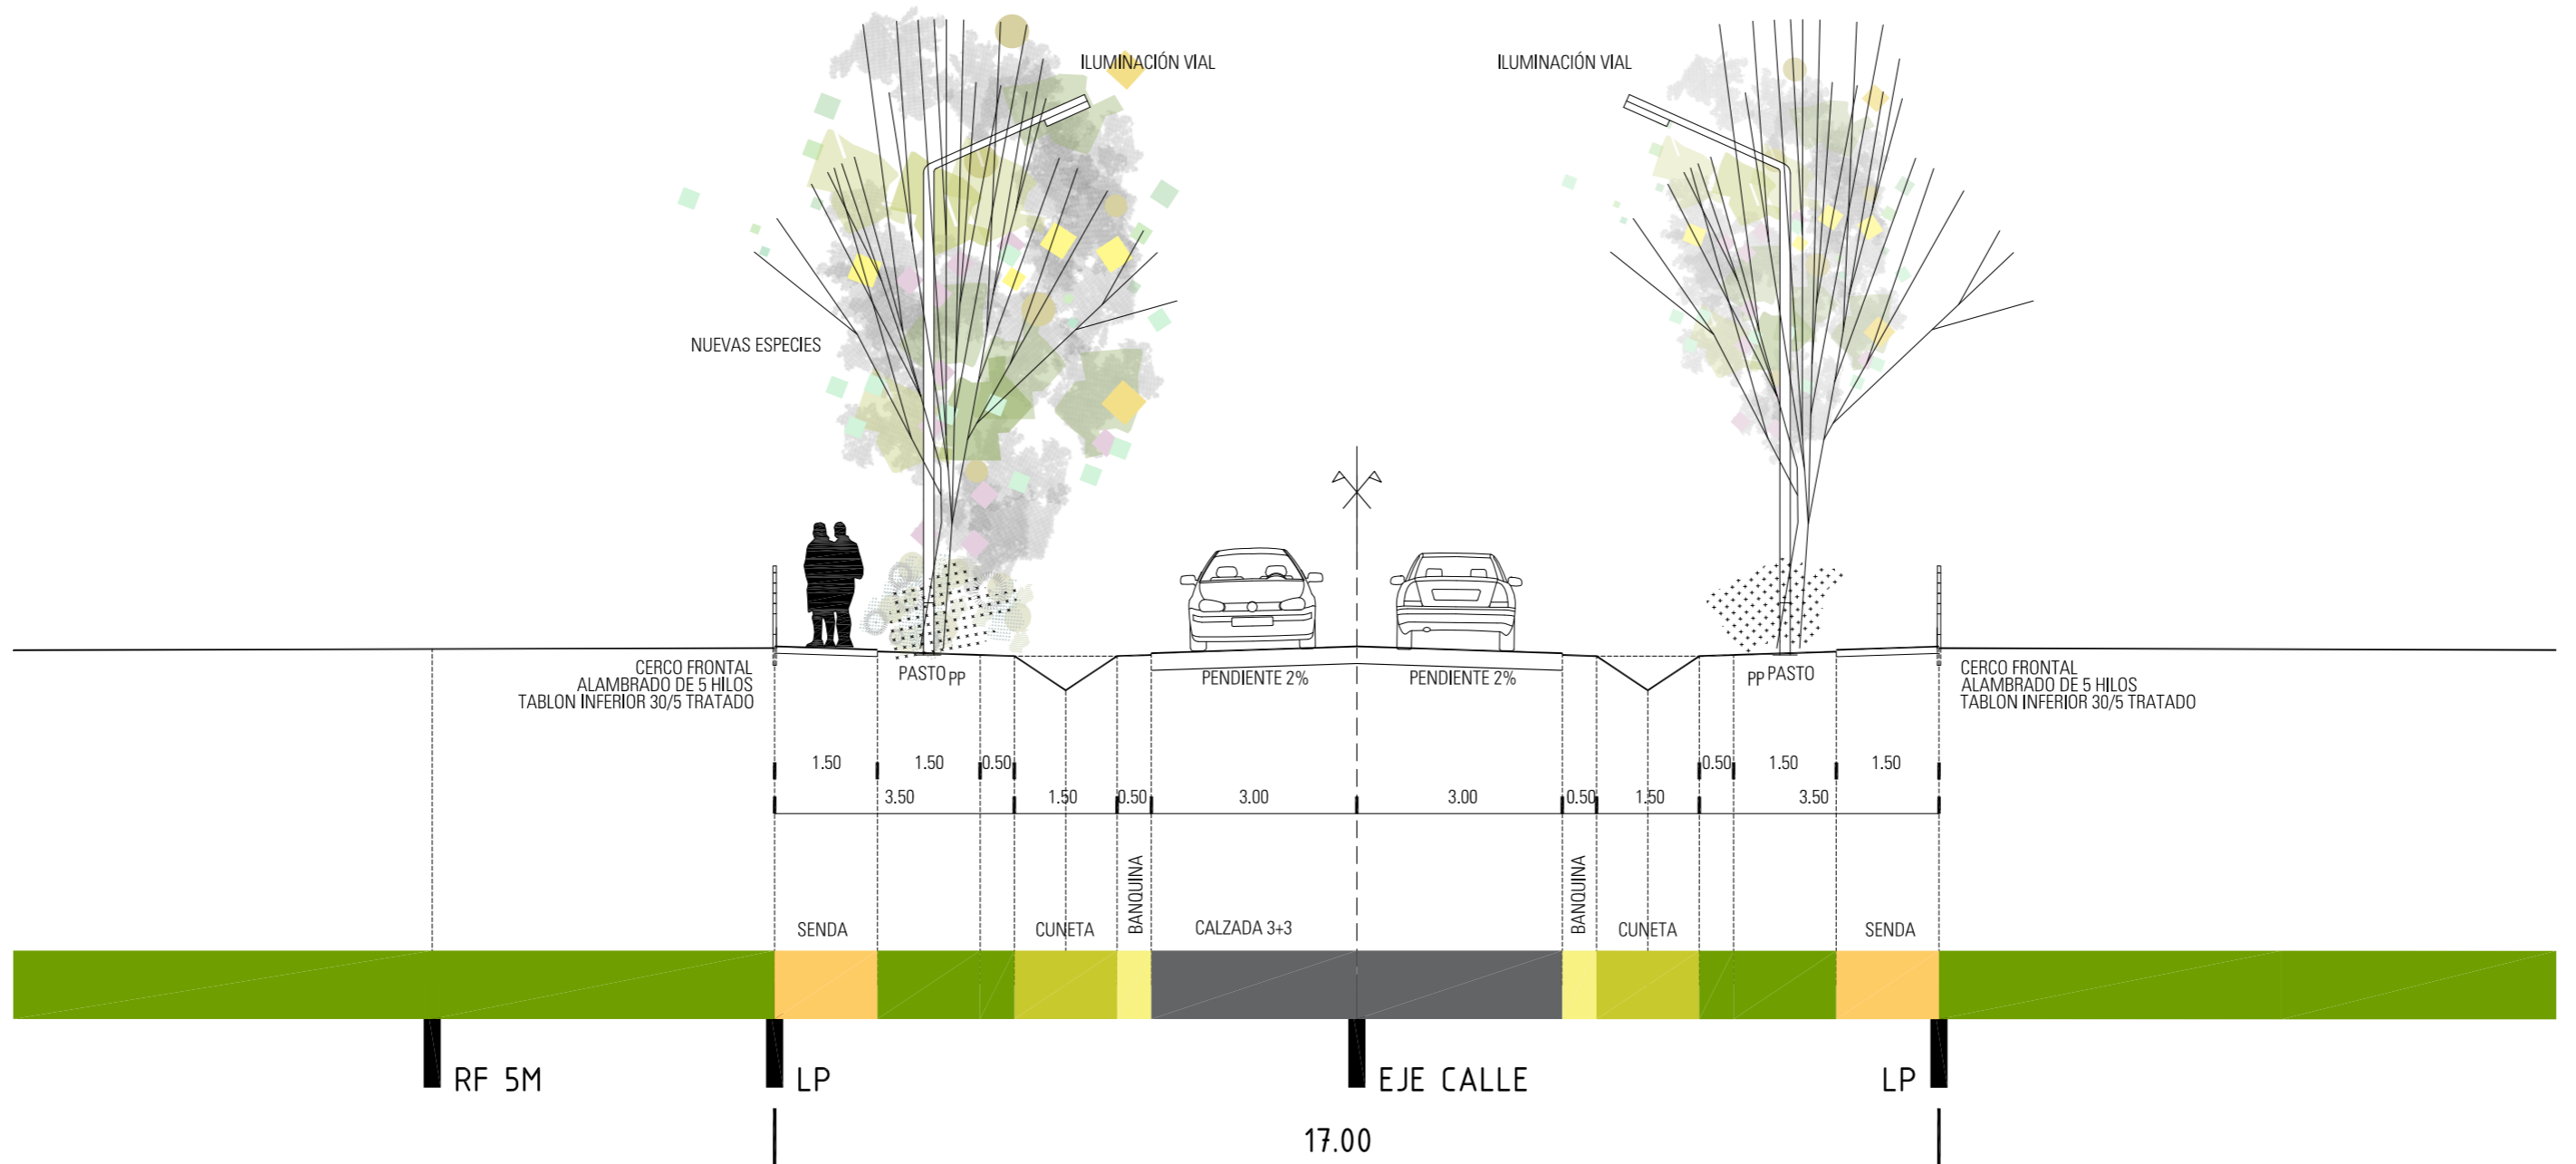 ILUMINACIÓN VIAL
ILUMINACIÓN VIAL
NUEVAS ESPECIES
CERCO FRONTAL
ALAMBRADO DE 5 HILOS
TABLON INFERIOR 30/5 TRATADO
PASTO PP
PENDIENTE 2%
PENDIENTE 2%
PP PASTO
CERCO FRONTAL
ALAMBRADO DE 5 HILOS
TABLON INFERIOR 30/5 TRATADO
1.50 1.50 0.50 0.50 1.50 1.50
3.50 1.50 0.50 3.00 3.00 0.50 1.50 3.50
SENDA
CUNETA
BANQUINA
CALZADA 3+3
BANQUINA
CUNETA
SENDA
RF 5M
LP
EJE CALLE
LP
17.00